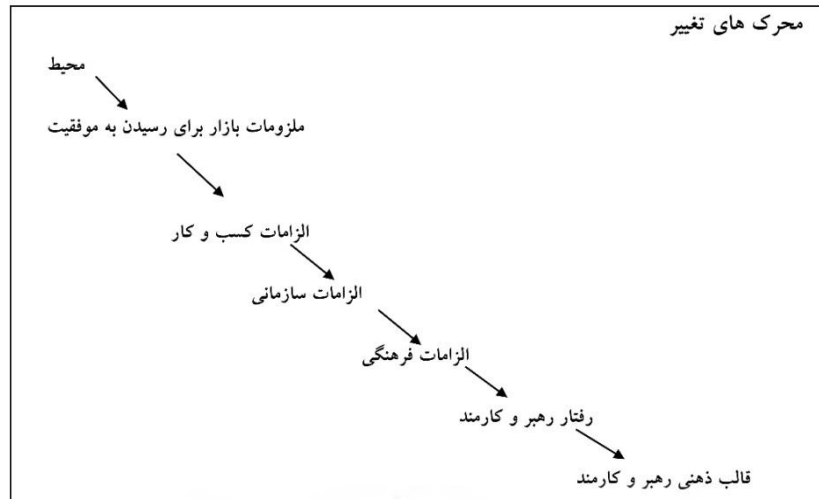 محرک های تغییر
محیط
ملزومات بازار برای رسیدن به موفقیت
الزامات کسب و کار
الزامات سازمانی
الزامات فرهنگی
رفتار رهبر و کارمند
قالب ذهنی رهبر و کارمند